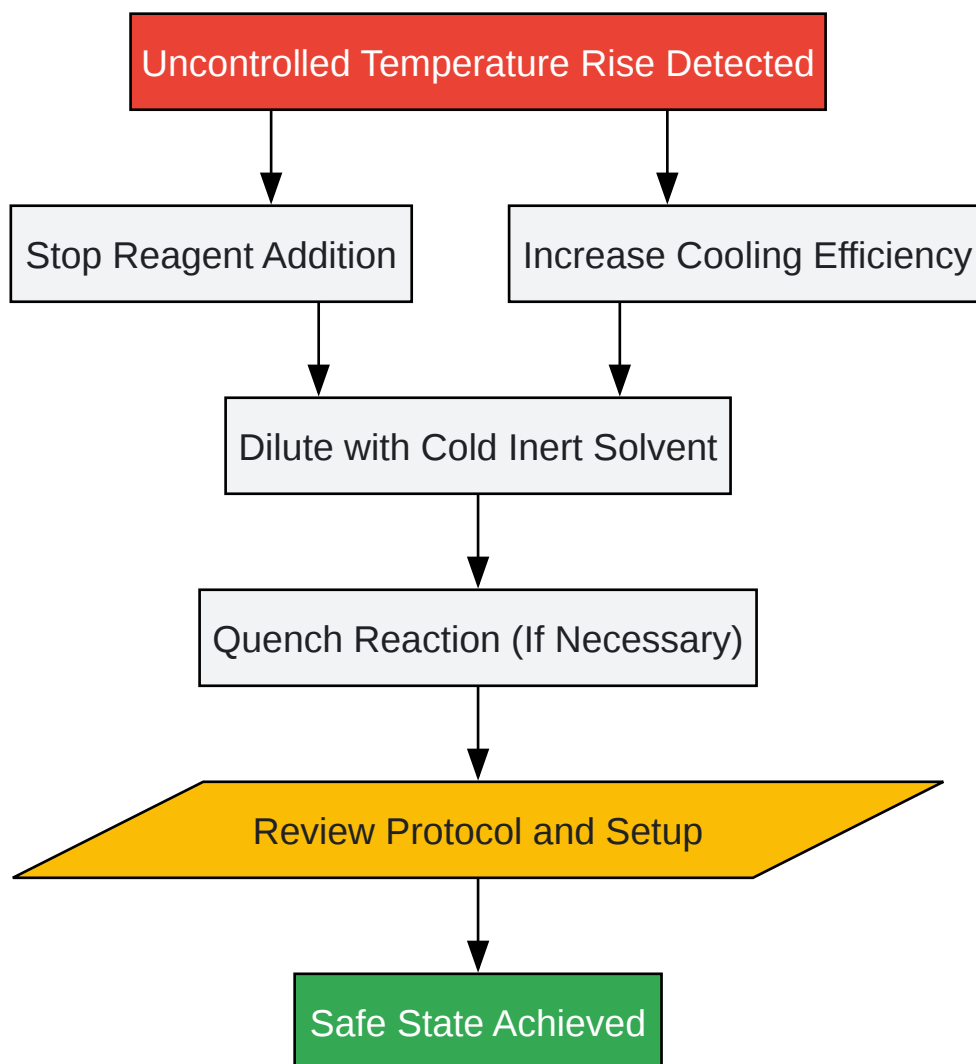 Uncontrolled Temperature Rise Detected
Stop Reagent Addition
Increase Cooling Efficiency
Dilute with Cold Inert Solvent
Quench Reaction (If Necessary)
Review Protocol and Setup
Safe State Achieved